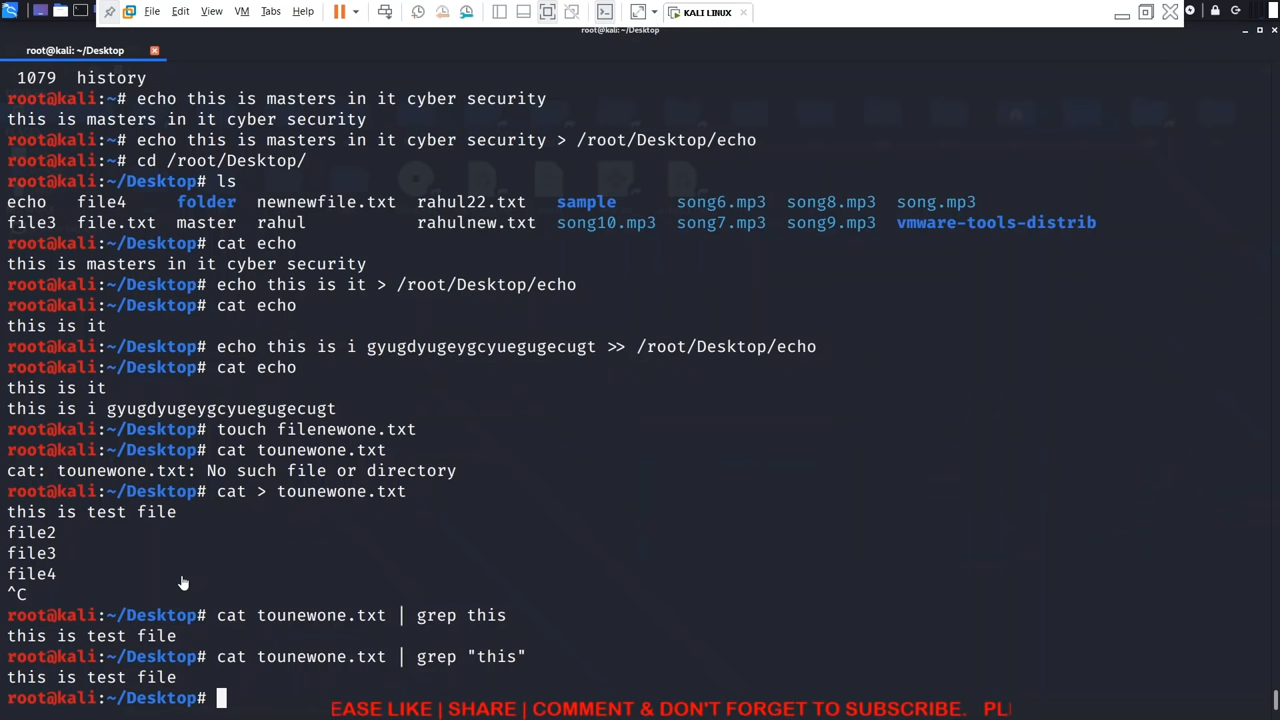 File Edit View VM Tabs Help KALI LINUX
root@kali: ~/Desktop
root@kali: ~/Desktop
1079 history
root@kali:~# echo this is masters in it cyber security
this is masters in it cyber security
root@kali:~# echo this is masters in it cyber security > /root/Desktop/echo
root@kali:~# cd /root/Desktop/
root@kali:~/Desktop# ls
echo file4 folder newnewfile.txt rahul22.txt sample song6.mp3 song8.mp3 song.mp3
file3 file.txt master rahul rahulnew.txt song10.mp3 song7.mp3 song9.mp3 vmware-tools-distrib
root@kali:~/Desktop# cat echo
this is masters in it cyber security
root@kali:~/Desktop# echo this is it > /root/Desktop/echo
root@kali:~/Desktop# cat echo
this is it
root@kali:~/Desktop# echo this is i gyugdyugeygcyuegugecugt >> /root/Desktop/echo
root@kali:~/Desktop# cat echo
this is it
this is i gyugdyugeygcyuegugecugt
root@kali:~/Desktop# touch filenewone.txt
root@kali:~/Desktop# cat tounewone.txt
cat: tounewone.txt: No such file or directory
root@kali:~/Desktop# cat > tounewone.txt
this is test file
file2
file3
file4
^C
root@kali:~/Desktop# cat tounewone.txt | grep this
this is test file
root@kali:~/Desktop# cat tounewone.txt | grep "this"
this is test file
root@kali:~/Desktop#
EASE LIKE | SHARE | COMMENT & DON'T FORGET TO SUBSCRIBE. PL